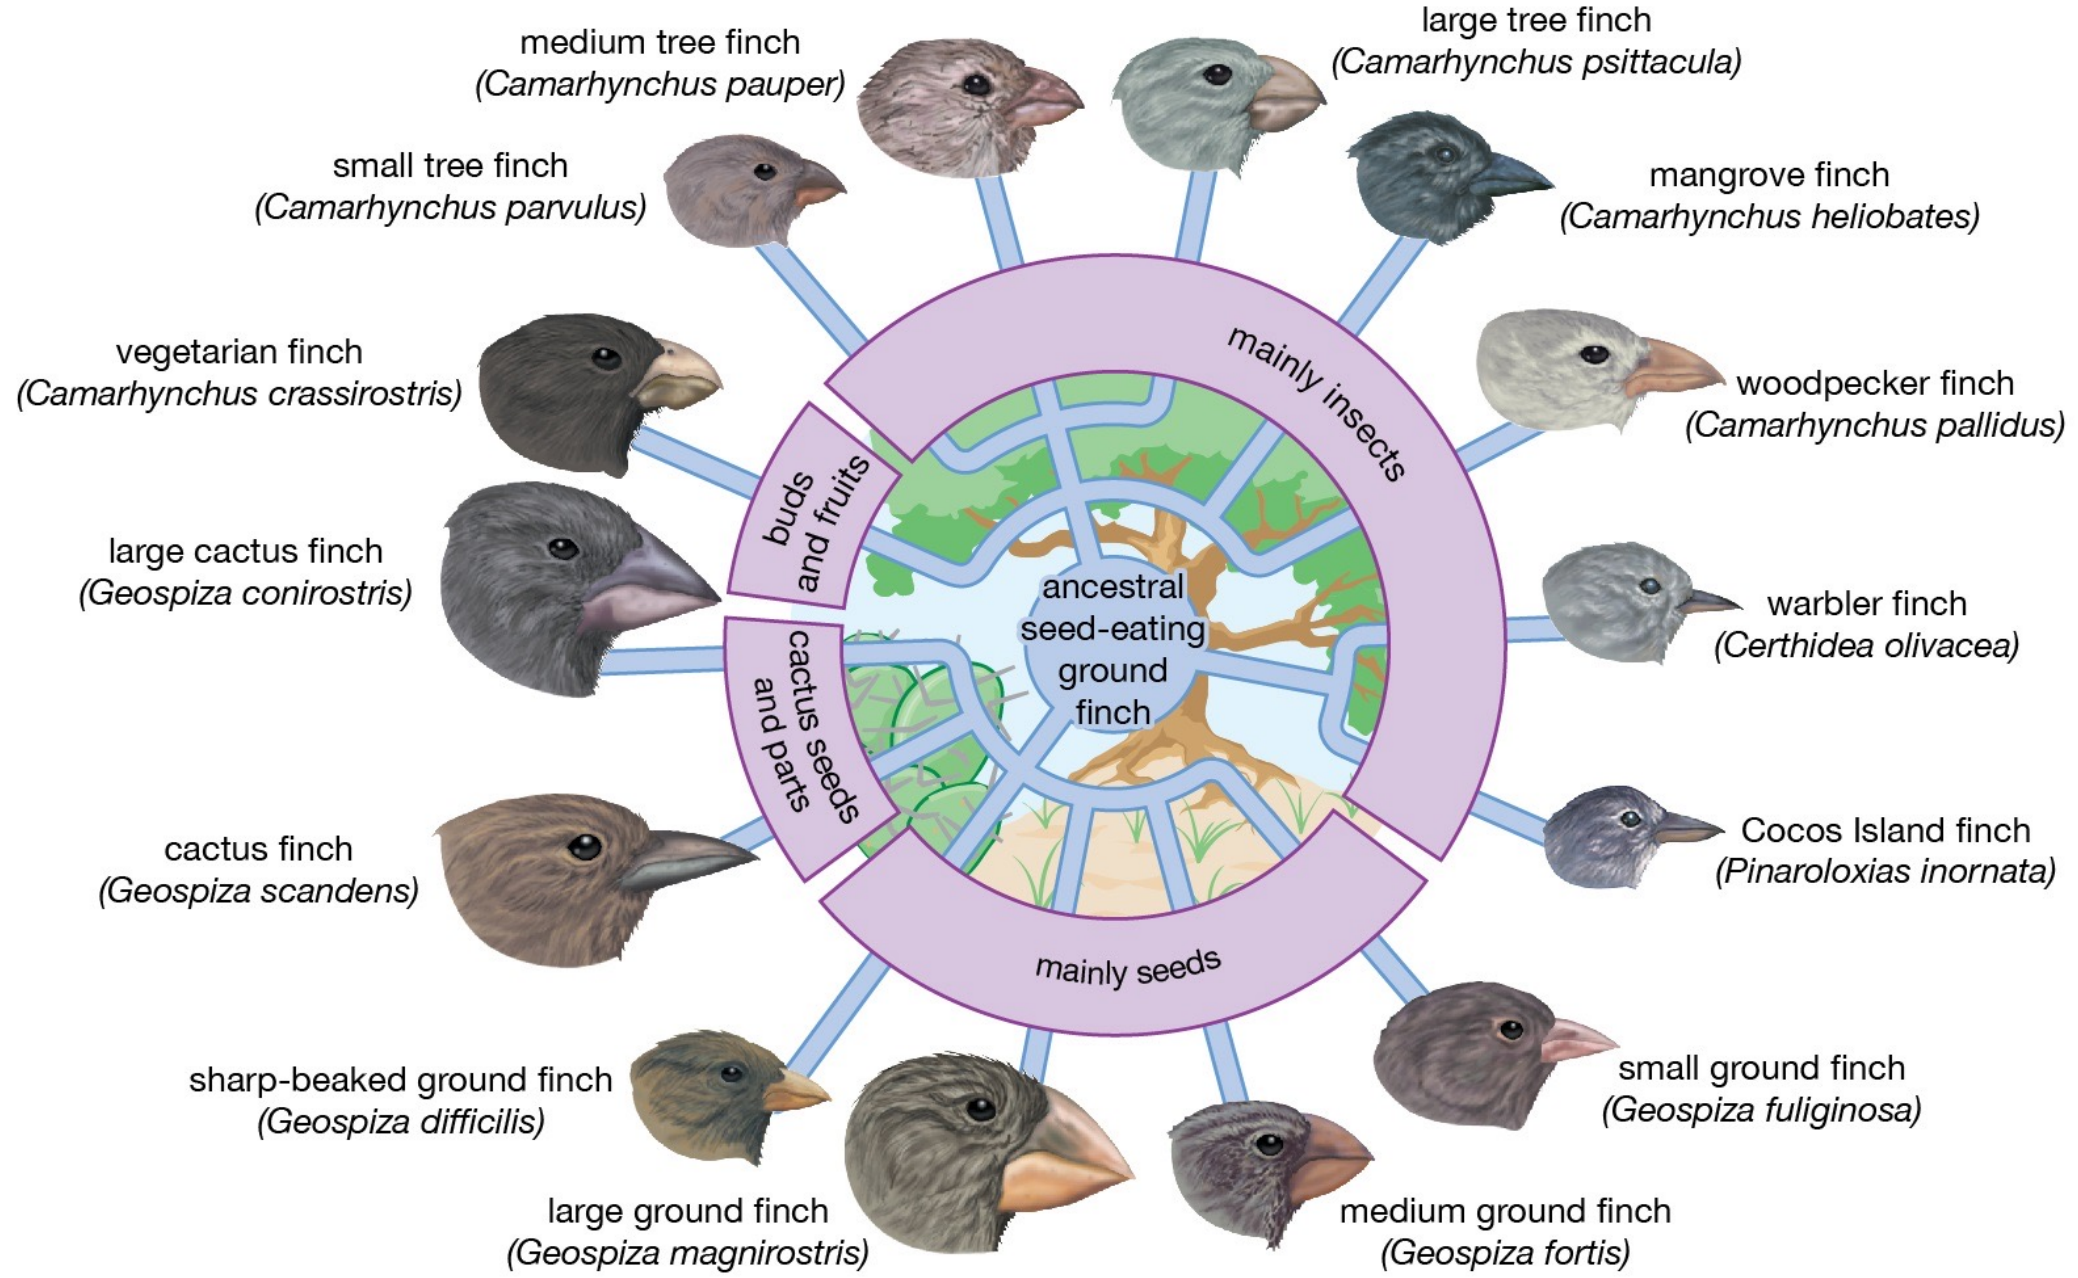 medium tree finch
(Camarhynchus pauper)
large tree finch
(Camarhynchus psittacula)
small tree finch
(Camarhynchus parvulus)
mangrove finch
(Camarhynchus heliobates)
vegetarian finch
(Camarhynchus crassirostris)
woodpecker finch
(Camarhynchus pallidus)
large cactus finch
(Geospiza conirostris)
warbler finch
(Certhidea olivacea)
cactus finch
(Geospiza scandens)
Cocos Island finch
(Pinaroloxias inornata)
sharp-beaked ground finch
(Geospiza difficilis)
small ground finch
(Geospiza fuliginosa)
large ground finch
(Geospiza magnirostris)
medium ground finch
(Geospiza fortis)
mainly insects
buds
and fruits
cactus seeds
and parts
mainly seeds
ancestral
seed-eating
ground
finch